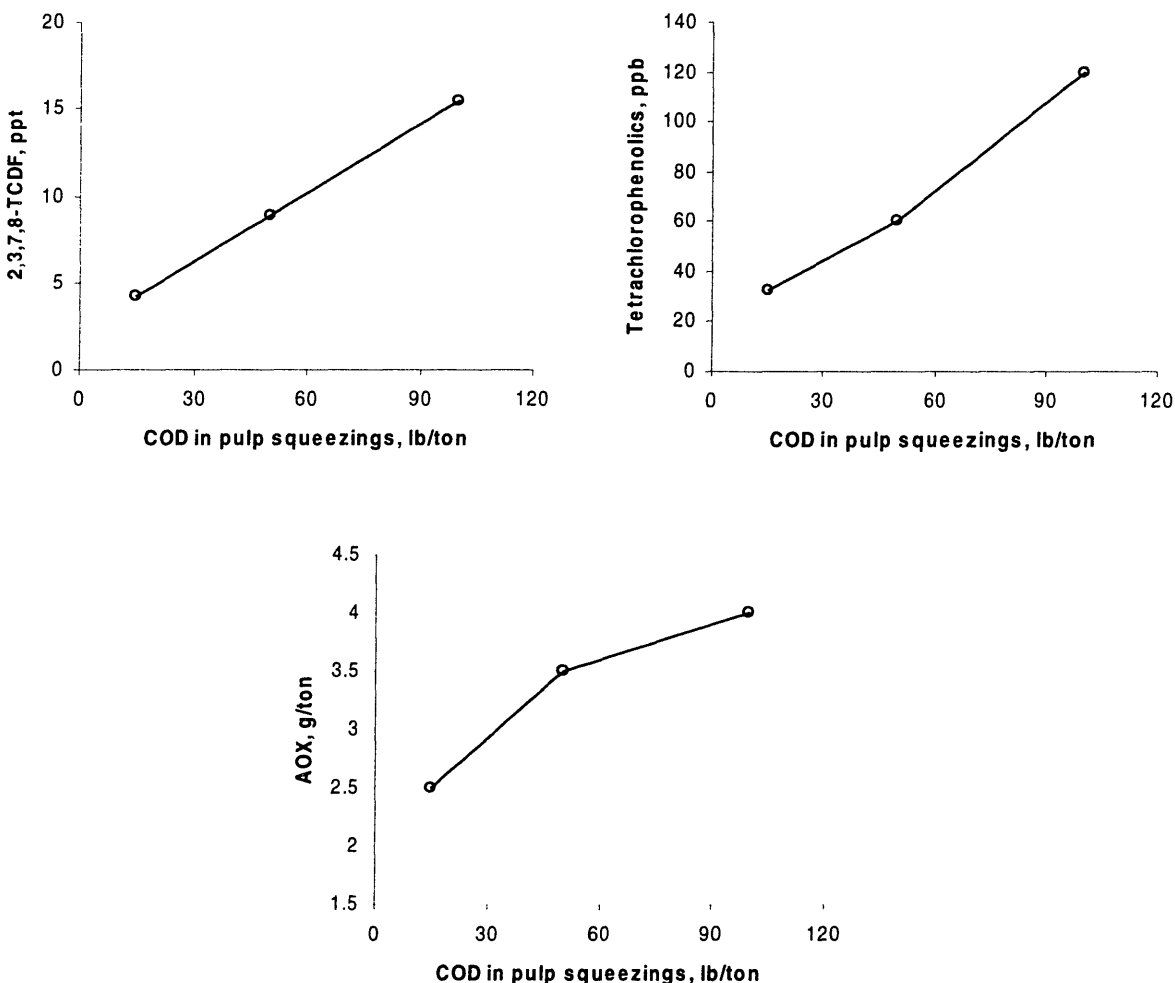 20
15
10
5
0
2,3,7,8-TCDF, ppt
0 30 60 90 120
COD in pulp squeezings, lb/ton
140
120
100
80
60
40
20
0
Tetrachlorophenolics, ppb
0 30 60 90 120
COD in pulp squeezings, lb/ton
4.5
4
3.5
3
2.5
2
1.5
AOX, g/ton
0 30 60 90 120
COD in pulp squeezings, lb/ton